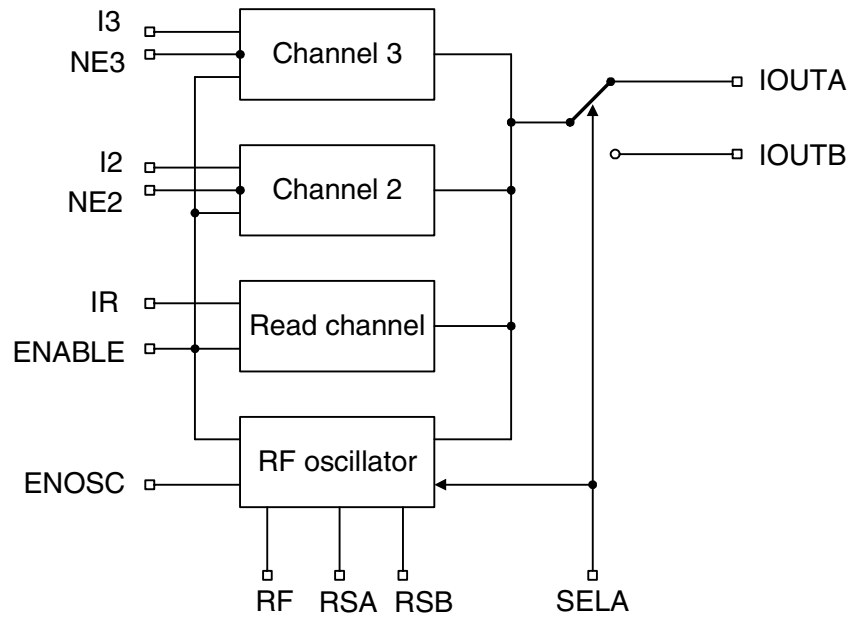 I3
Channel 3
NE3
IOUTA
I2
Channel 2
IOUTB
NE2
IR
Read channel
ENABLE
RF oscillator
ENOSC
RF
RSA
RSB
SELA